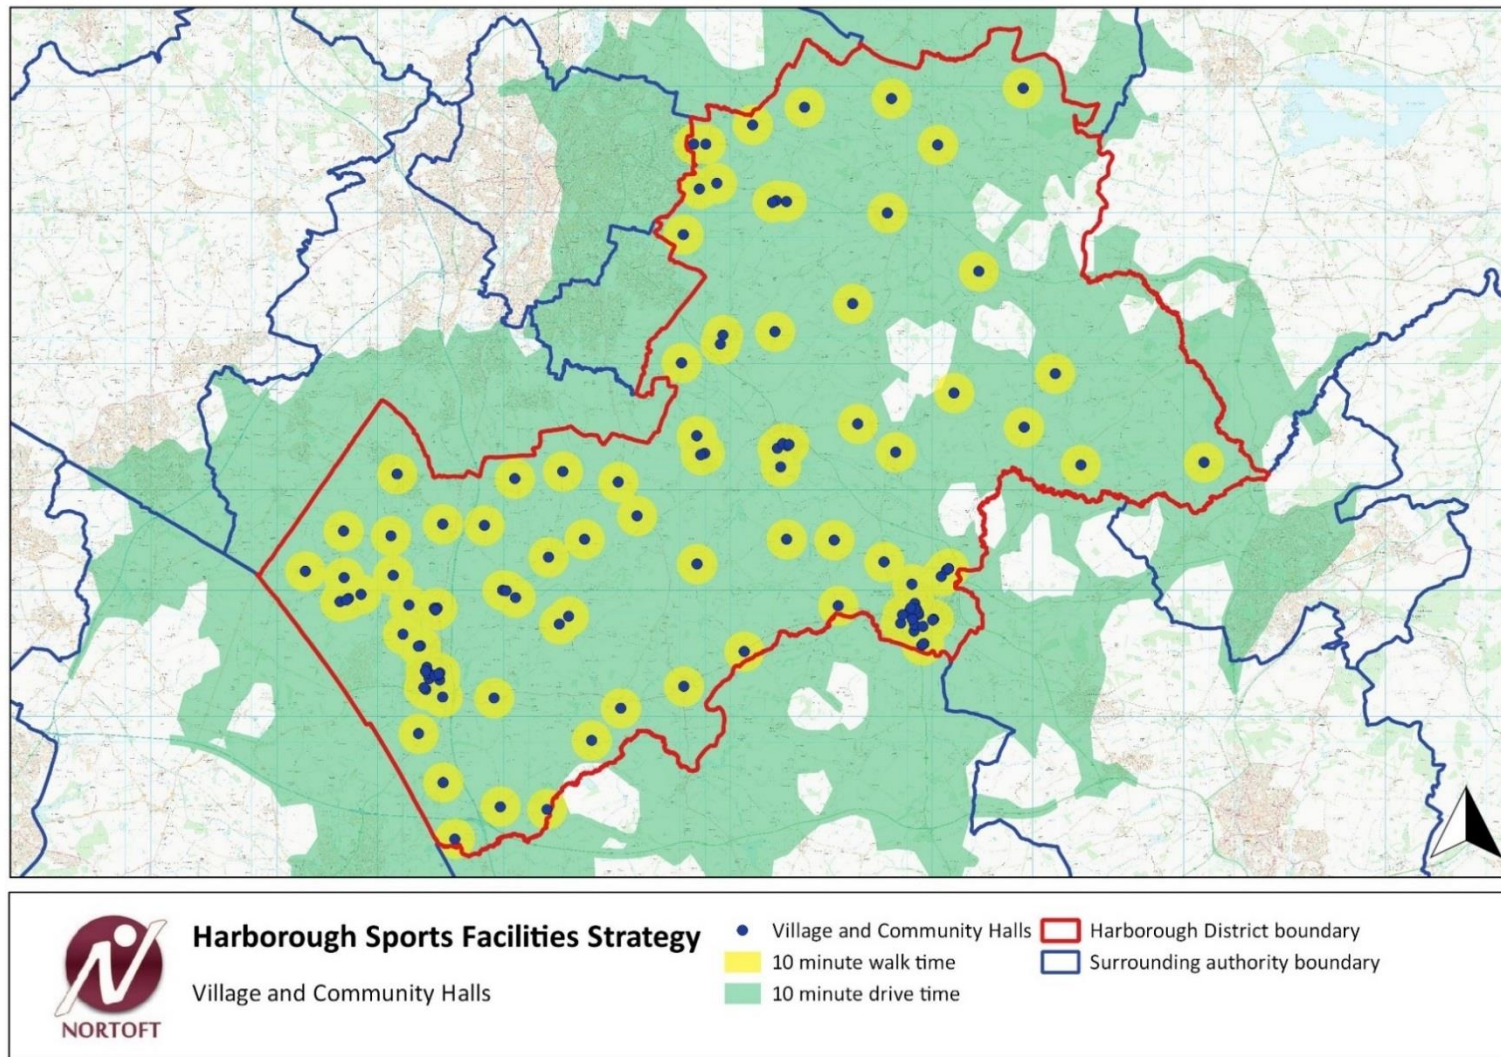 NORTOFT
Harborough Sports Facilities Strategy
Village and Community Halls
Village and Community Halls
10 minute walk time
10 minute drive time
Harborough District boundary
Surrounding authority boundary